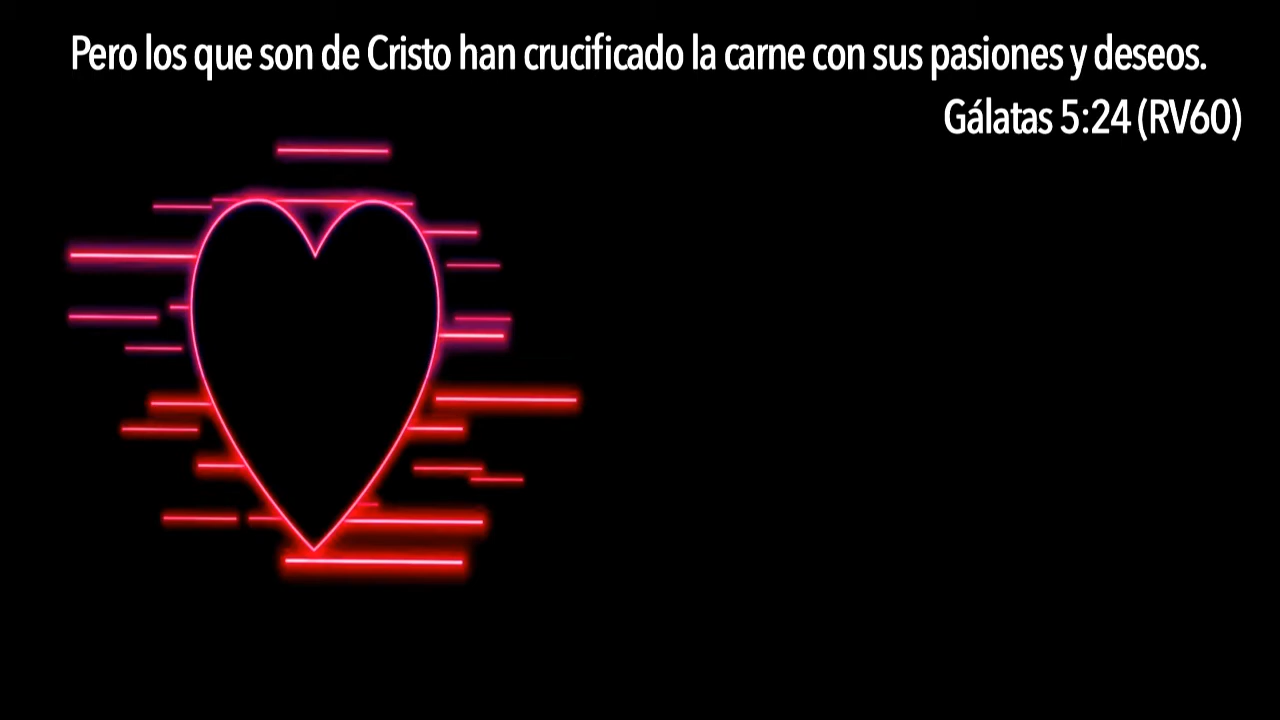 Pero los que son de Cristo han crucificado la carne con sus pasiones y deseos.
Gálatas 5:24 (RV60)